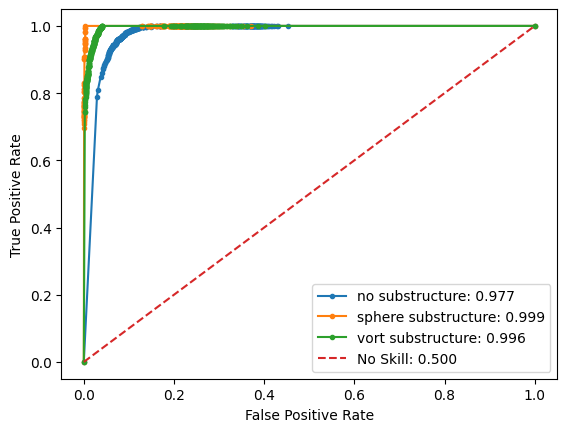 1.0
0.8
0.6
0.4
0.2
0.0
True Positive Rate
no substructure: 0.977
sphere substructure: 0.999
vort substructure: 0.996
No Skill: 0.500
0.0 0.2 0.4 0.6 0.8 1.0
False Positive Rate